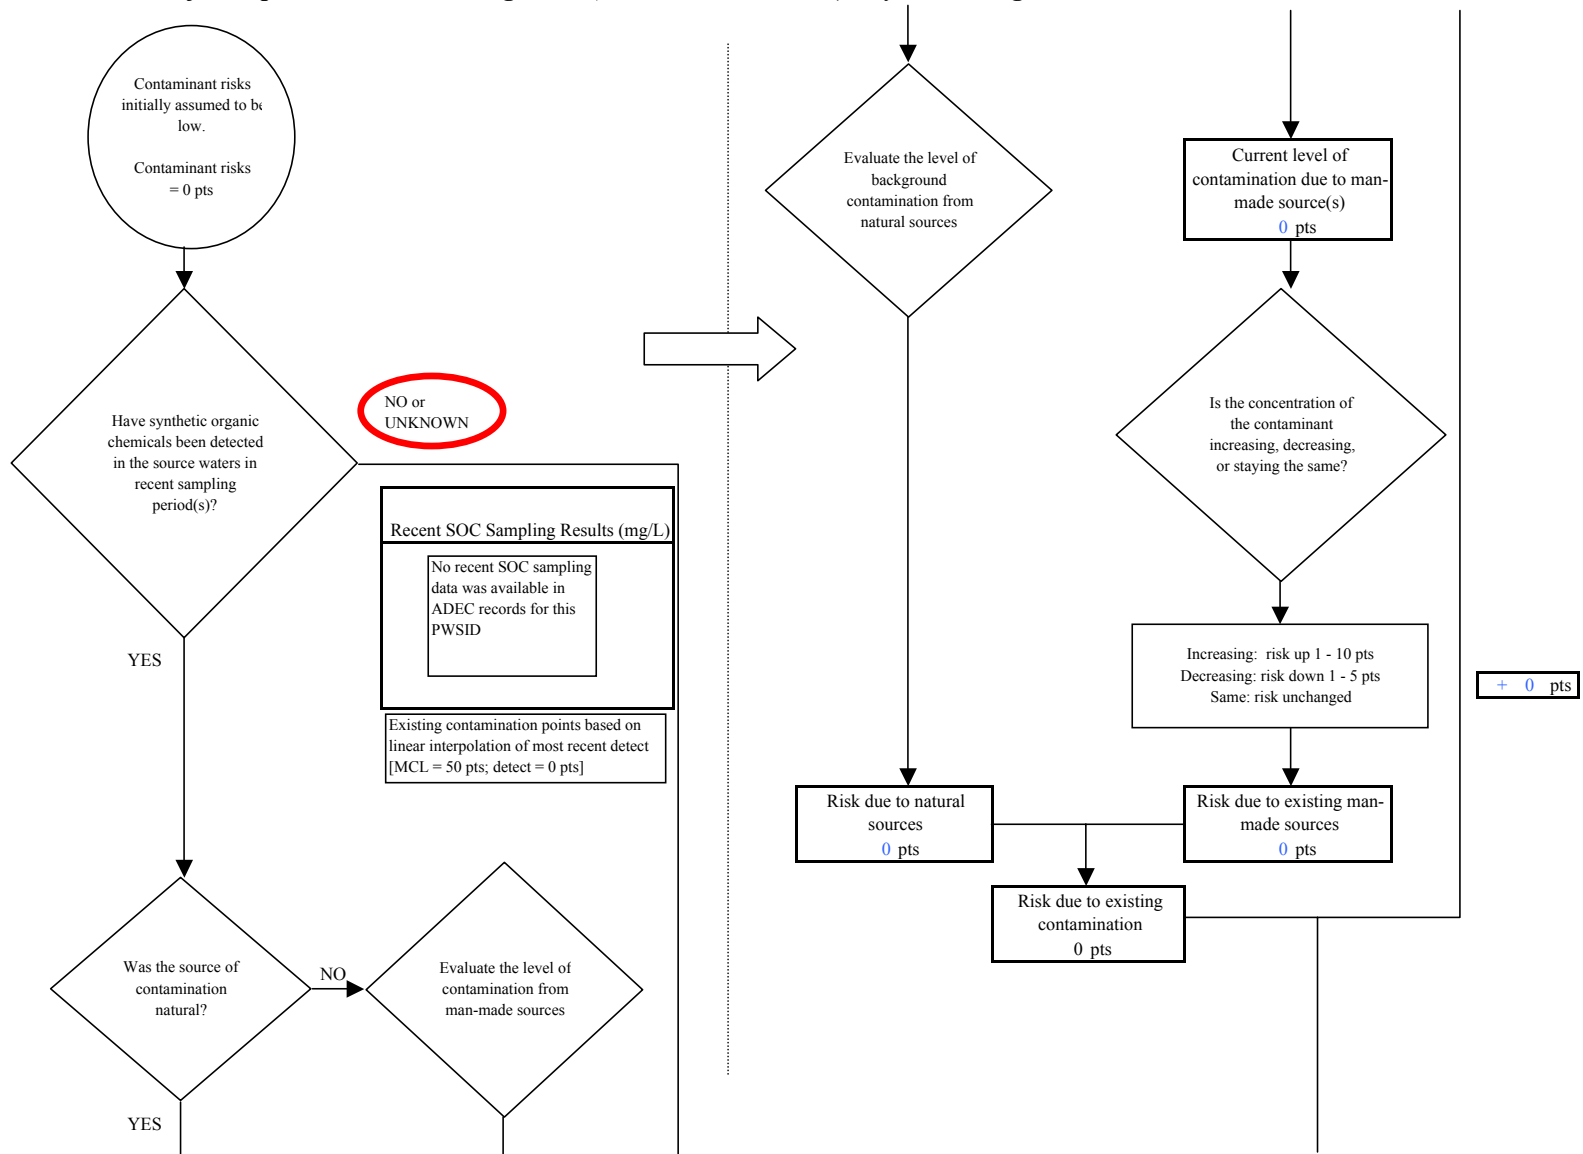 Contaminant risks
initially assumed to be
low.
Contaminant risks
= 0 pts
Have synthetic organic
chemicals been detected
in the source waters in
recent sampling
period(s)?
NO or
UNKNOWN
Recent SOC Sampling Results (mg/L)
No recent SOC sampling
data was available in
ADEC records for this
PWSID
Existing contamination points based on
linear interpolation of most recent detect
[MCL = 50 pts; detect = 0 pts]
YES
Was the source of
contamination
natural?
NO
Evaluate the level of
contamination from
man-made sources
YES
Evaluate the level of
background
contamination from
natural sources
Current level of
contamination due to man-
made source(s)
0 pts
Is the concentration of
the contaminant
increasing, decreasing,
or staying the same?
Increasing: risk up 1 - 10 pts
Decreasing: risk down 1 - 5 pts
Same: risk unchanged
+ 0 pts
Risk due to natural
sources
0 pts
Risk due to existing man-
made sources
0 pts
Risk due to existing
contamination
0 pts